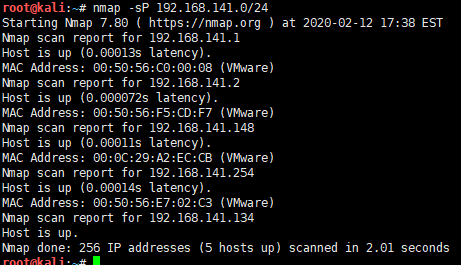 root@kali:~# nmap -sP 192.168.141.0/24
Starting Nmap 7.80 ( https://nmap.org ) at 2020-02-12 17:38 EST
Nmap scan report for 192.168.141.1
Host is up (0.00013s latency).
MAC Address: 00:50:56:C0:00:08 (VMware)
Nmap scan report for 192.168.141.2
Host is up (0.000072s latency).
MAC Address: 00:50:56:F5:CD:F7 (VMware)
Nmap scan report for 192.168.141.148
Host is up (0.00011s latency).
MAC Address: 00:0C:29:A2:EC:CB (VMware)
Nmap scan report for 192.168.141.254
Host is up (0.00014s latency).
MAC Address: 00:50:56:E7:02:C3 (VMware)
Nmap scan report for 192.168.141.134
Host is up.
Nmap done: 256 IP addresses (5 hosts up) scanned in 2.01 seconds
root@kali:~#